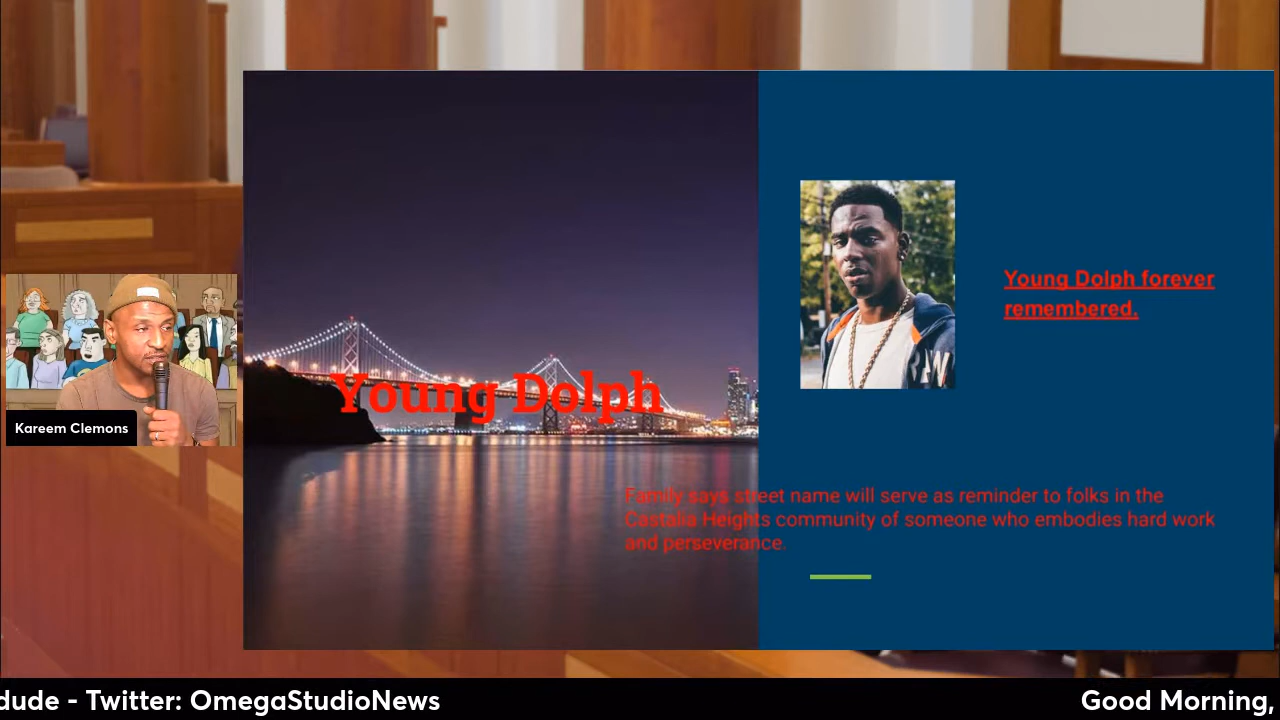 Young Dolph forever
remembered.
Young Dolph
Kareem Clemons
Family says street name will serve as reminder to folks in the
Castalia Heights community of someone who embodies hard work
and perseverance.
dude - Twitter: OmegaStudioNews
Good Morning,